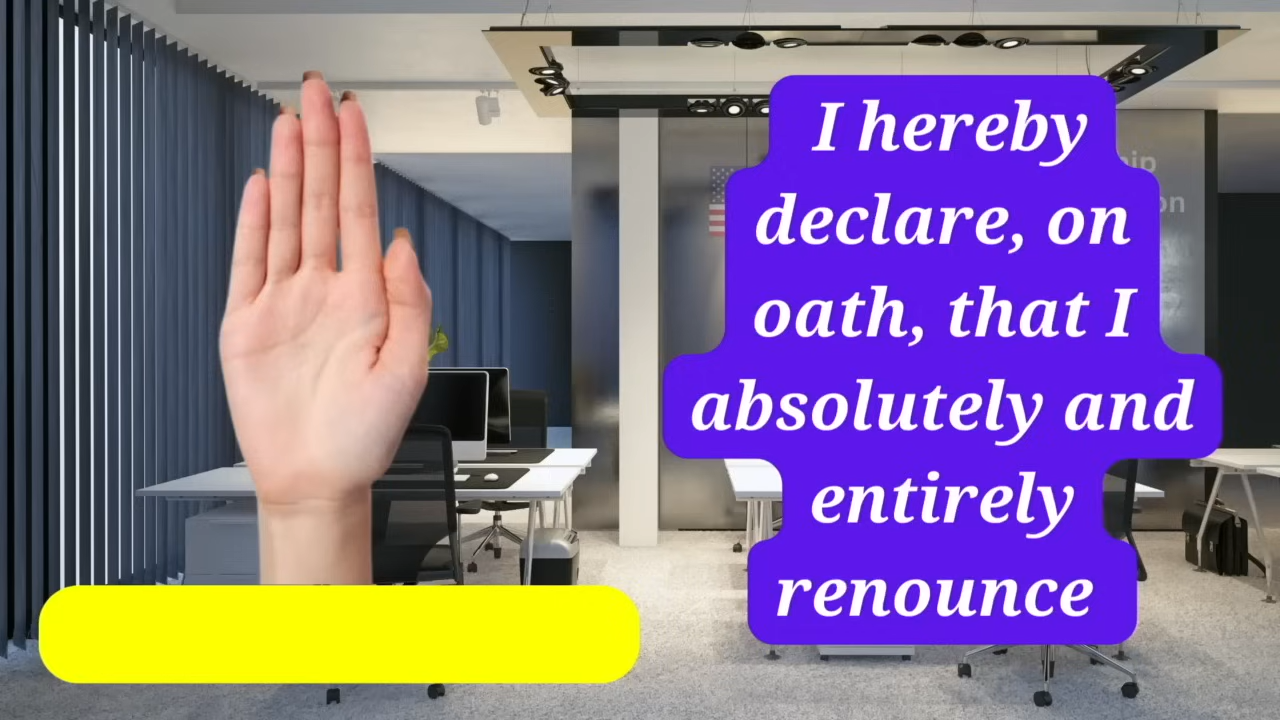 I hereby
declare, on
oath, that I
absolutely and
entirely
renounce